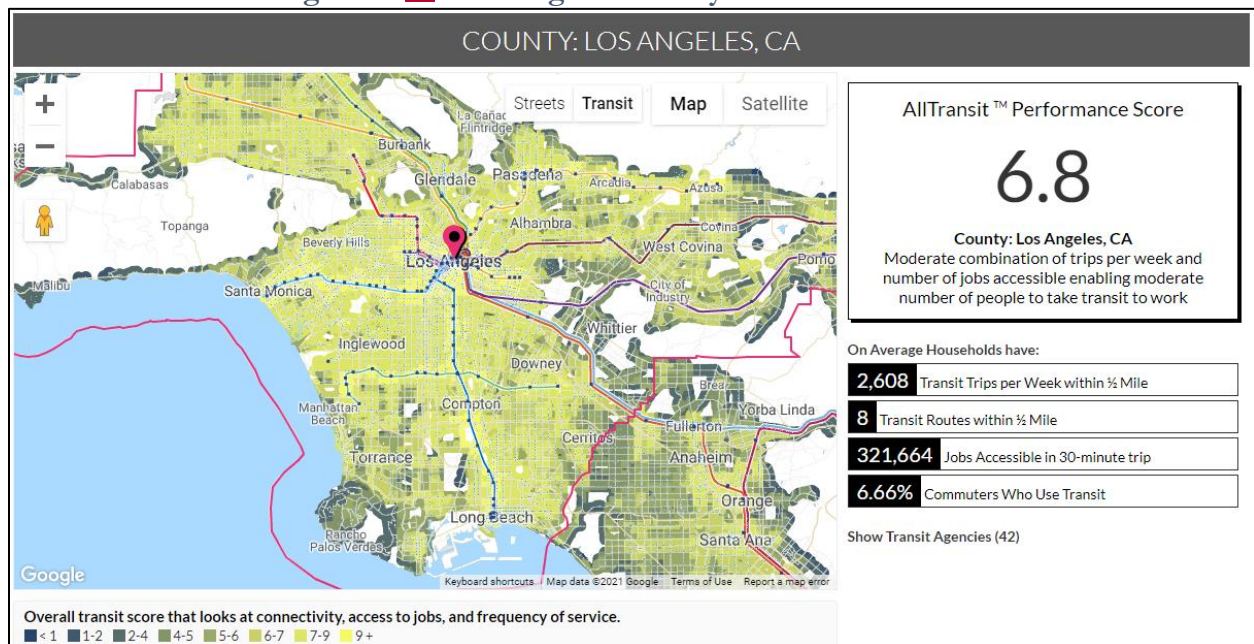 COUNTY: LOS ANGELES, CA
Streets Transit Map Satellite
La Cañad
Flintridge
Burbank
Calabasas
Glendale
Pasadena
Arcadia
Azusa
Topanga
Beverly Hills
Alhambra
Covina
West Covina
Los Angeles
Pomo
Malibu
Santa Monica
City of
Industry
Whittier
Inglewood
Downey
Brea
Manhattan
Beach
Compton
Yorba Linda
Fullerton
Cerritos
Anaheim
Torrance
Orange
Long Beach
Rancho
Palos Verdes
Santa Ana
Google
Keyboard shortcuts Map data ©2021 Google Terms of Use Report a map error
Overall transit score that looks at connectivity, access to jobs, and frequency of service.
< 1 1-2 2-4 4-5 5-6 6-7 7-9 9 +
AllTransit ™ Performance Score
6.8
County: Los Angeles, CA
Moderate combination of trips per week and
number of jobs accessible enabling moderate
number of people to take transit to work
On Average Households have:
2,608 Transit Trips per Week within ½ Mile
8 Transit Routes within ½ Mile
321,664 Jobs Accessible in 30-minute trip
6.66% Commuters Who Use Transit
Show Transit Agencies (42)